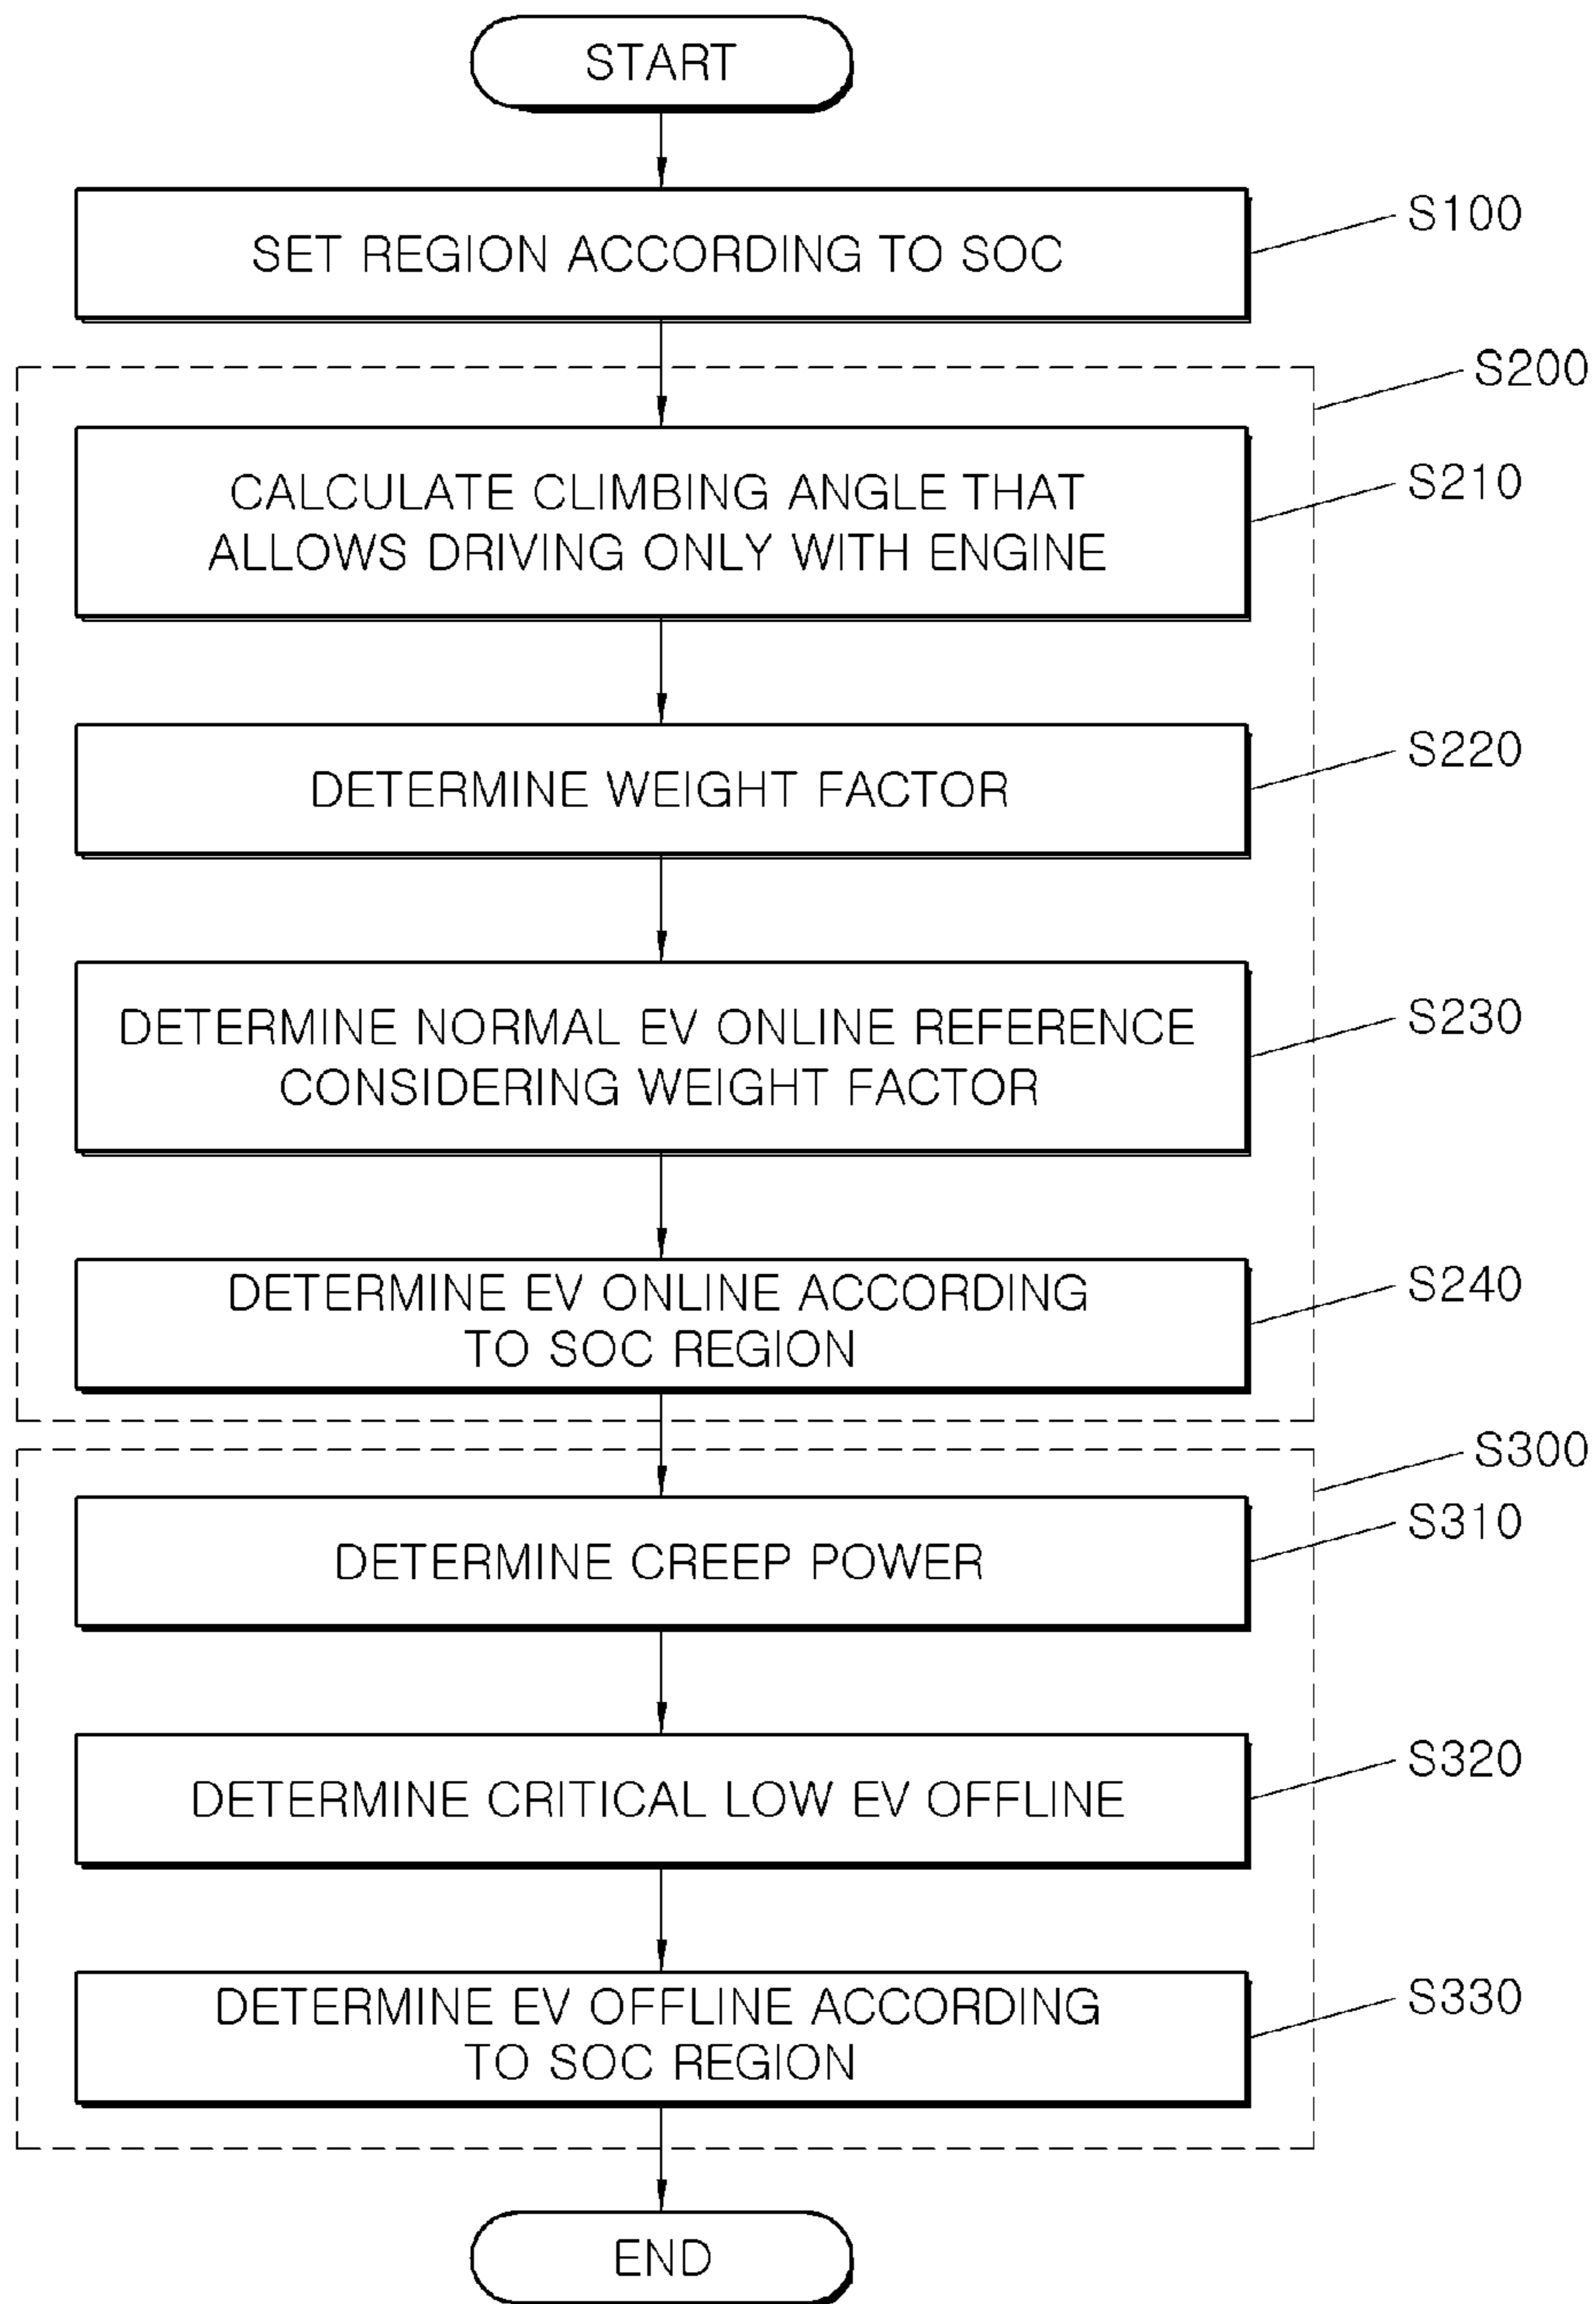 START
SET REGION ACCORDING TO SOC
S100
S200
CALCULATE CLIMBING ANGLE THAT
ALLOWS DRIVING ONLY WITH ENGINE
S210
DETERMINE WEIGHT FACTOR
S220
DETERMINE NORMAL EV ONLINE REFERENCE
CONSIDERING WEIGHT FACTOR
S230
DETERMINE EV ONLINE ACCORDING
TO SOC REGION
S240
S300
DETERMINE CREEP POWER
S310
DETERMINE CRITICAL LOW EV OFFLINE
S320
DETERMINE EV OFFLINE ACCORDING
TO SOC REGION
S330
END